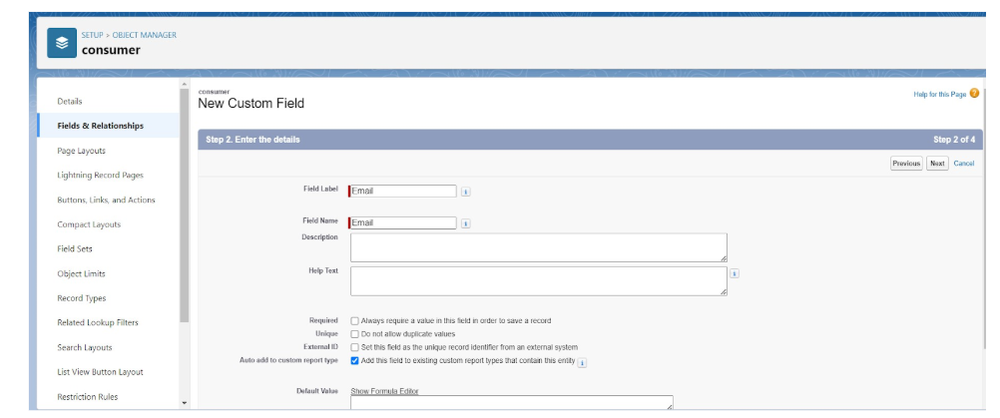 SETUP > OBJECT MANAGER
consumer
Details
Fields & Relationships
Page Layouts
Lightning Record Pages
Buttons, Links, and Actions
Compact Layouts
Field Sets
Object Limits
Record Types
Related Lookup Filters
Search Layouts
List View Button Layout
Restriction Rules
consumer
New Custom Field
Help for this Page
Step 2. Enter the details Step 2 of 4
Previous Next Cancel
Field Label Email
Field Name Email
Description
Help Text
Required Always require a value in this field in order to save a record
Unique Do not allow duplicate values
External ID Set this field as the unique record identifier from an external system
Auto add to custom report type Add this field to existing custom report types that contain this entity
Default Value Show Formula Editor